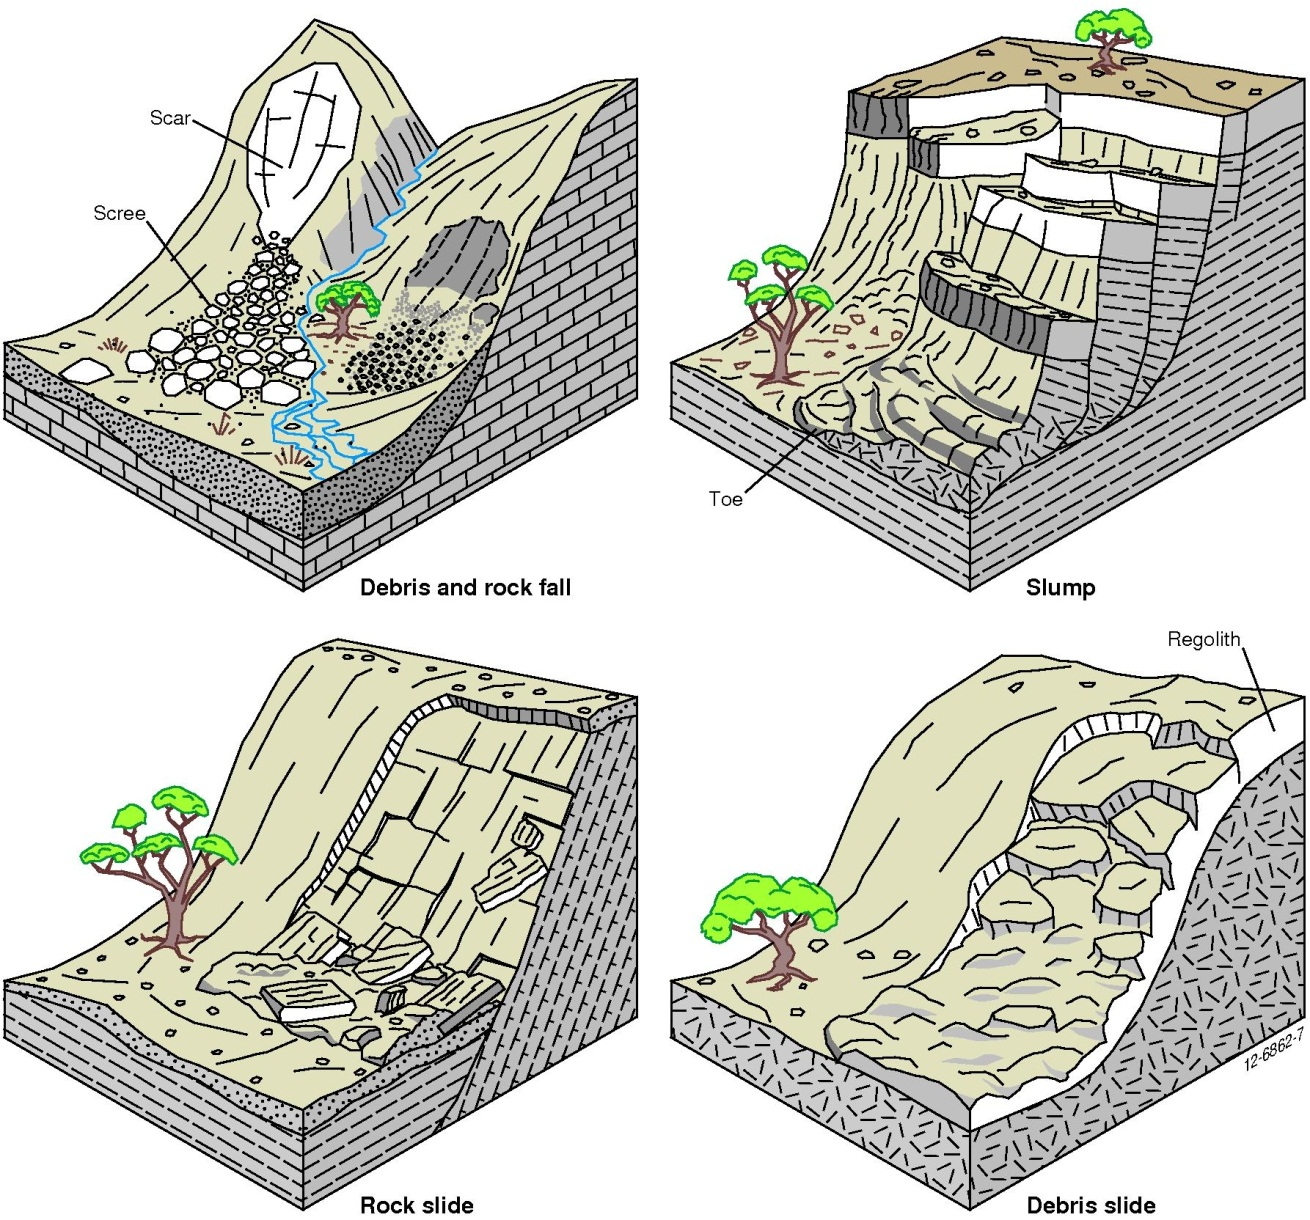 Scar
Scree
Debris and rock fall
Toe
Slump
Rock slide
Regolith
12-6862-7
Debris slide